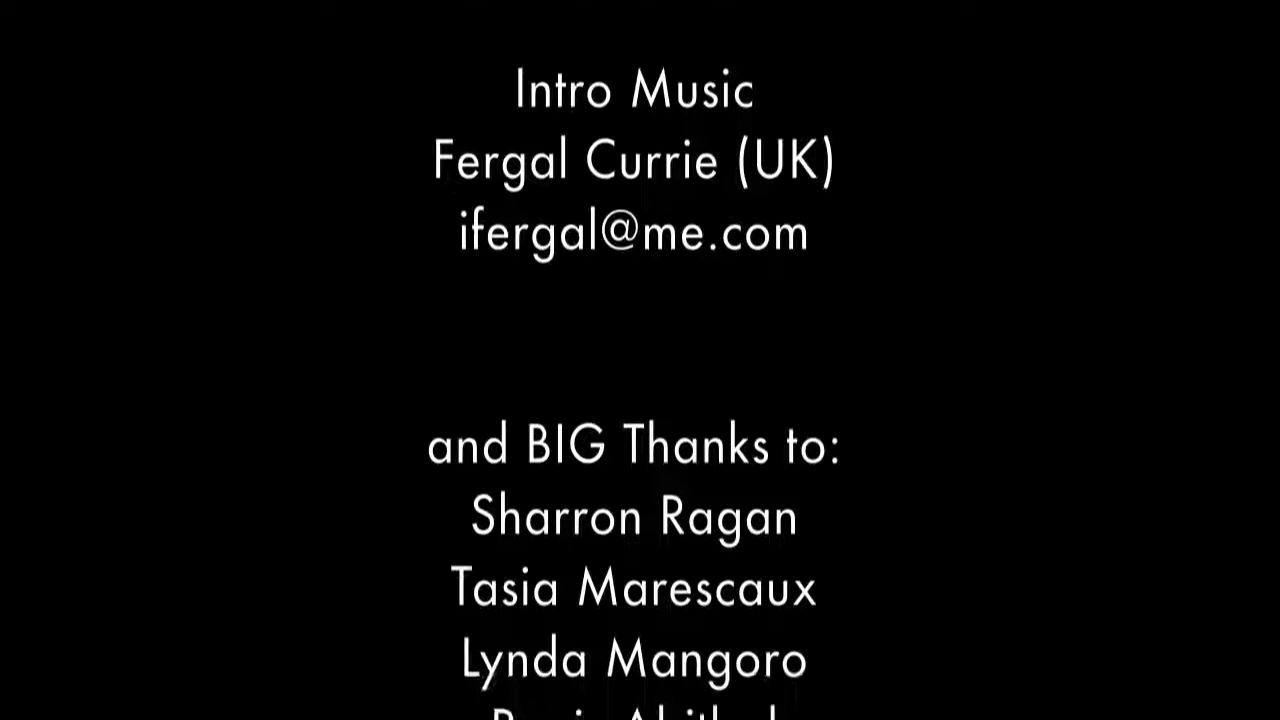 Intro Music
Fergal Currie (UK)
ifergal@me.com
and BIG Thanks to:
Sharron Ragan
Tasia Marescaux
Lynda Mangoro